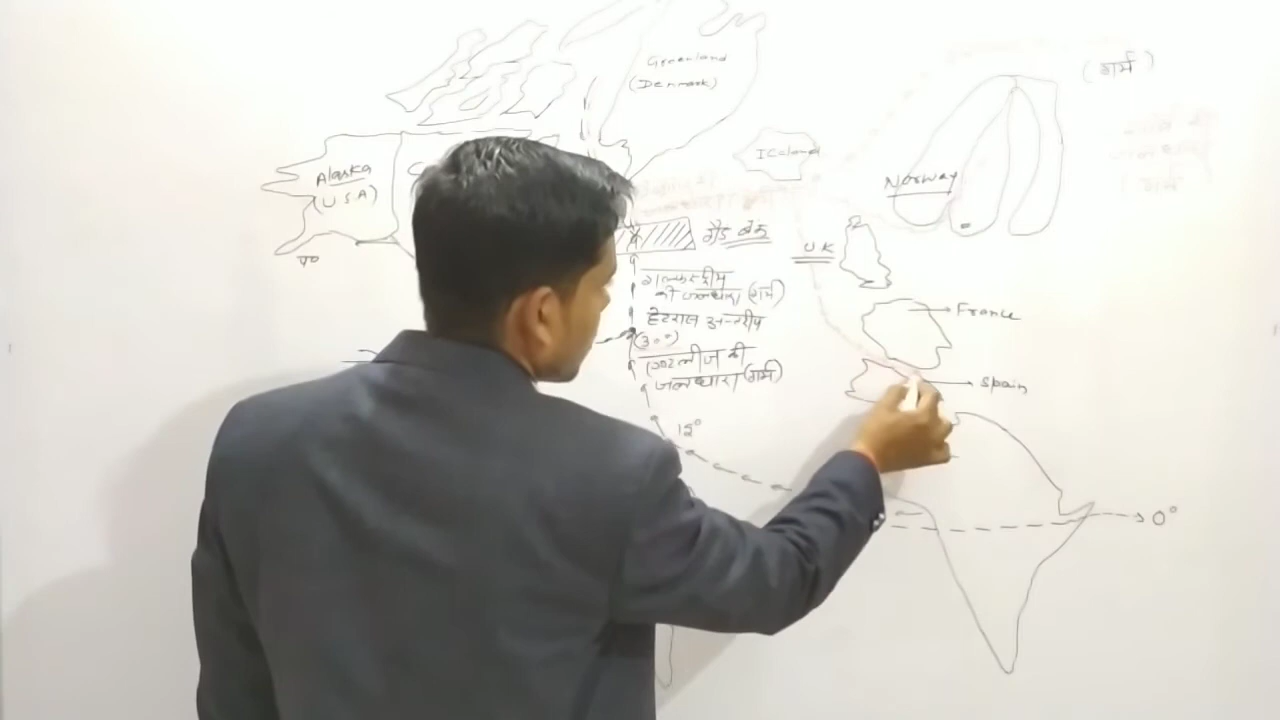 Greenland
(Denmark)
(गर्म)
Iceland
Alaska
(USA)
C
Norway
ग्रैंड बैंक
UK
गल्फस्ट्रीम
की जलधारा (गर्म)
हेटरास अन्तरीप
(30°)
France
की
जलधारा (गर्म)
Spain
12°
0°